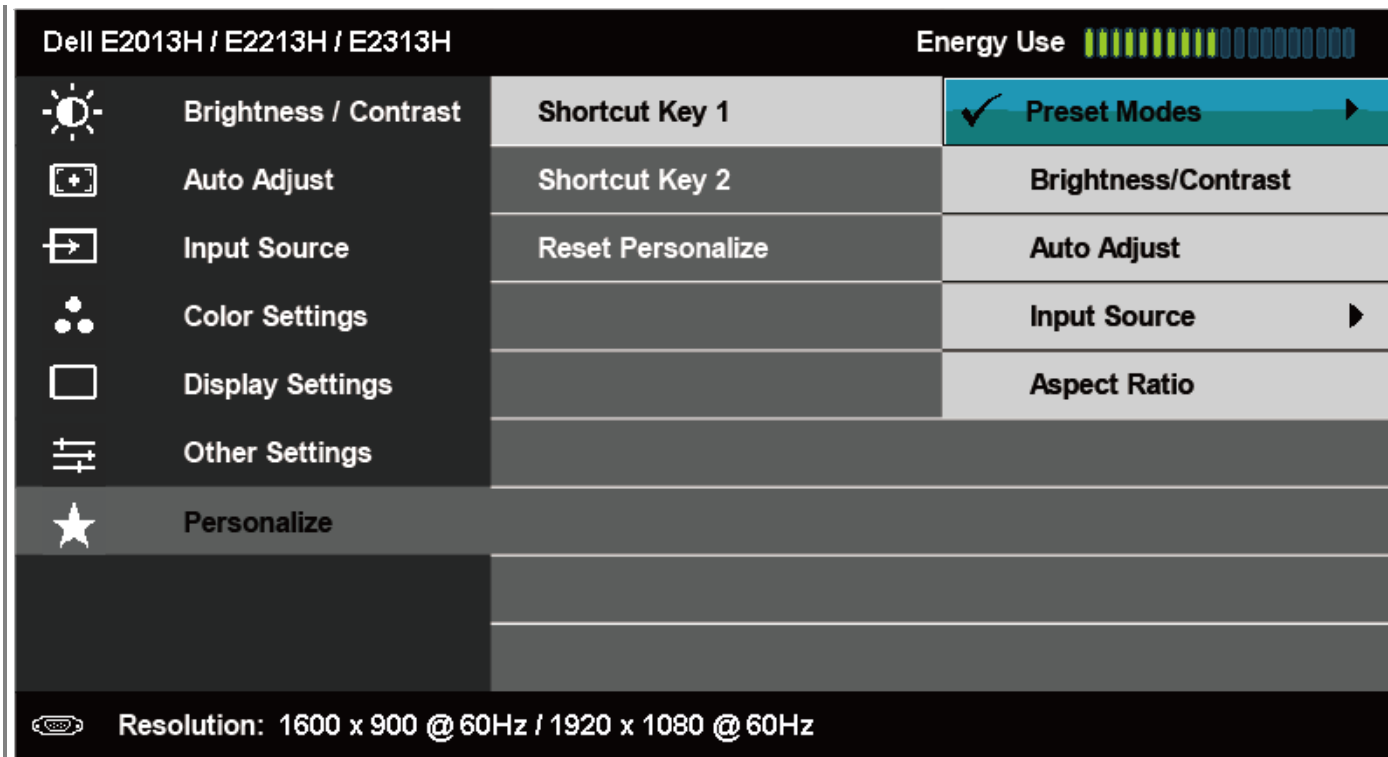 Dell E2013H / E2213H / E2313H Energy Use
Brightness / Contrast Shortcut Key 1 Preset Modes
Auto Adjust Shortcut Key 2 Brightness/Contrast
Input Source Reset Personalize Auto Adjust
Color Settings Input Source
Display Settings Aspect Ratio
Other Settings
Personalize
Resolution: 1600 x 900 @ 60Hz / 1920 x 1080 @ 60Hz